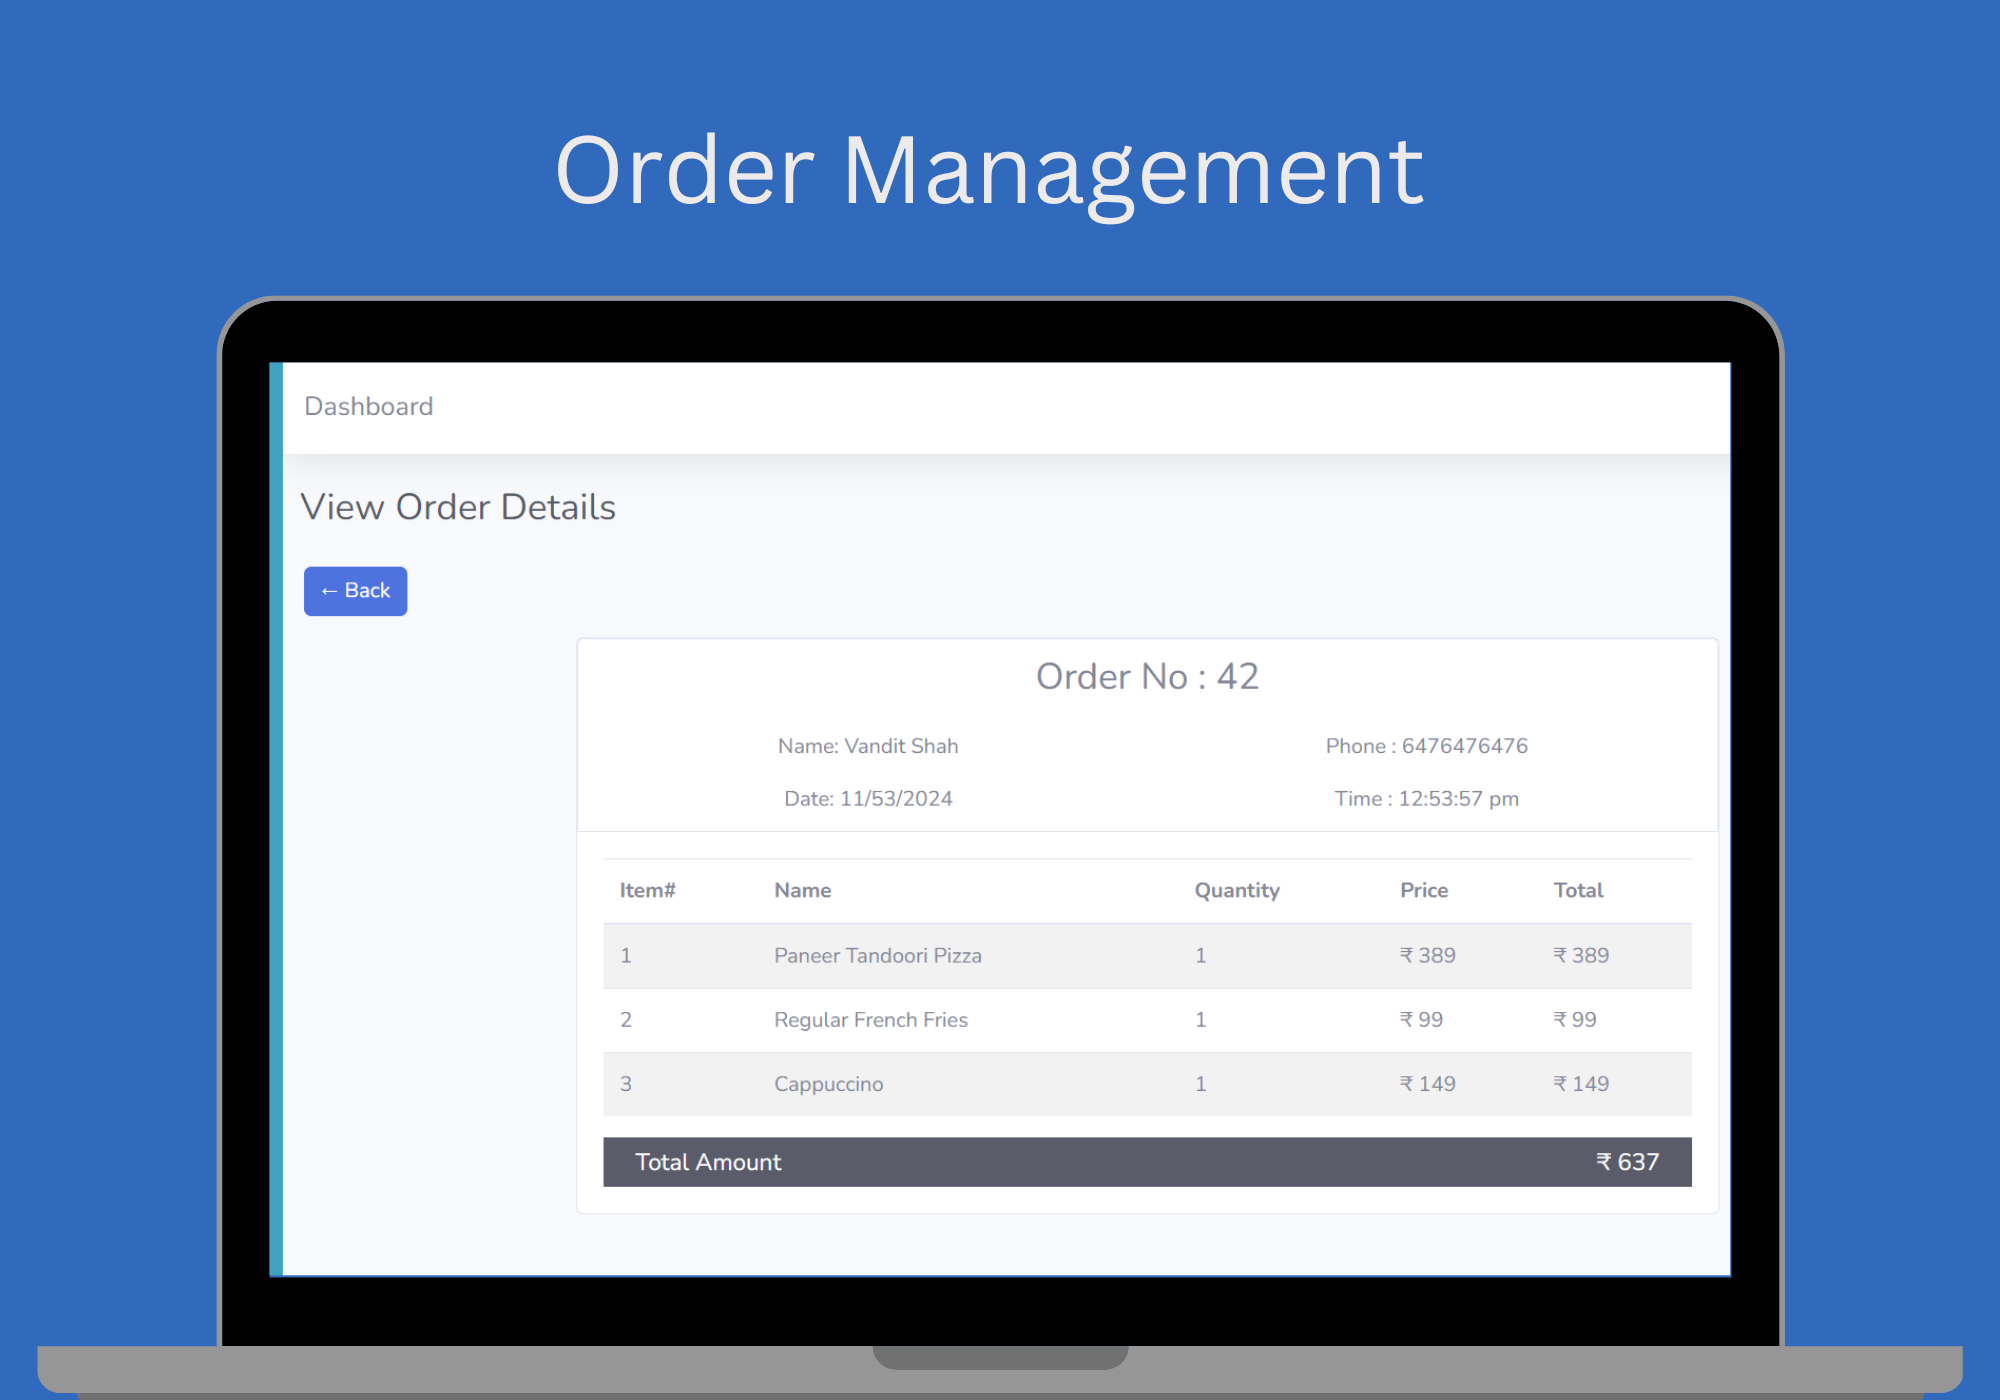 Order Management
Dashboard
View Order Details
← Back
Order No : 42
Name: Vandit Shah Phone : 6476476476
Date: 11/53/2024 Time : 12:53:57 pm
Item# Name Quantity Price Total
1 Paneer Tandoori Pizza 1 ₹ 389 ₹ 389
2 Regular French Fries 1 ₹ 99 ₹ 99
3 Cappuccino 1 ₹ 149 ₹ 149
Total Amount ₹ 637